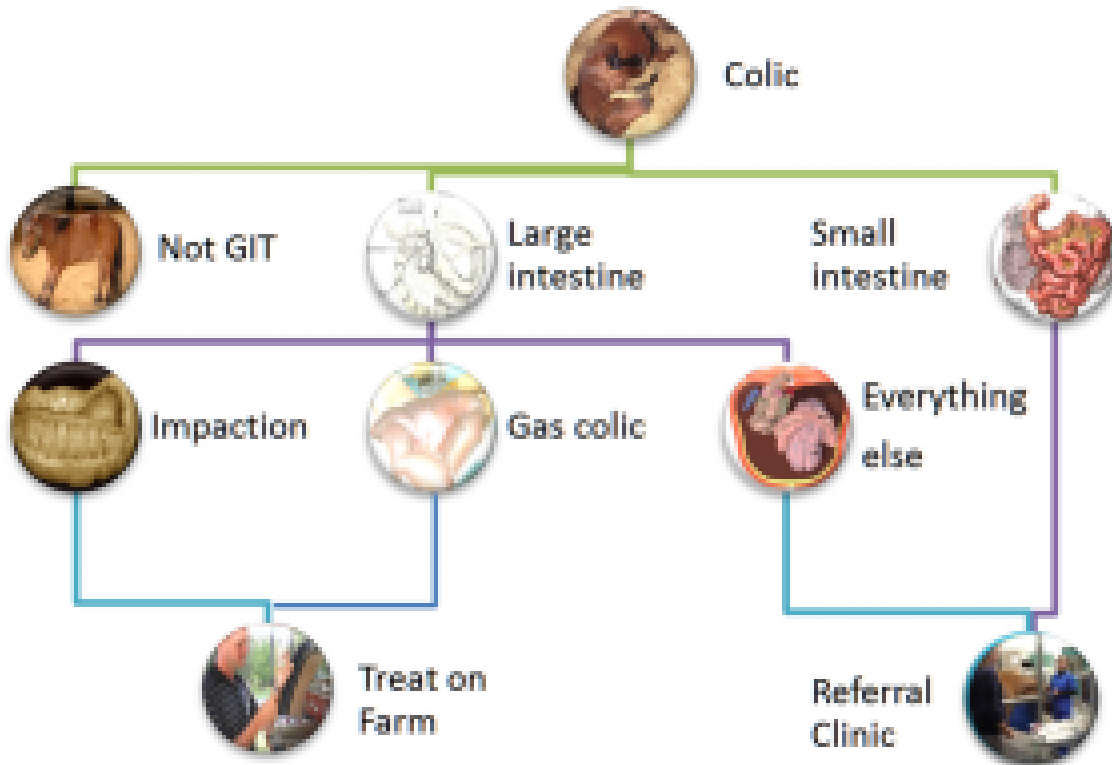 Colic
Not GIT
Large
intestine
Small
intestine
Impaction
Gas colic
Everything
else
Treat on
Farm
Referral
Clinic